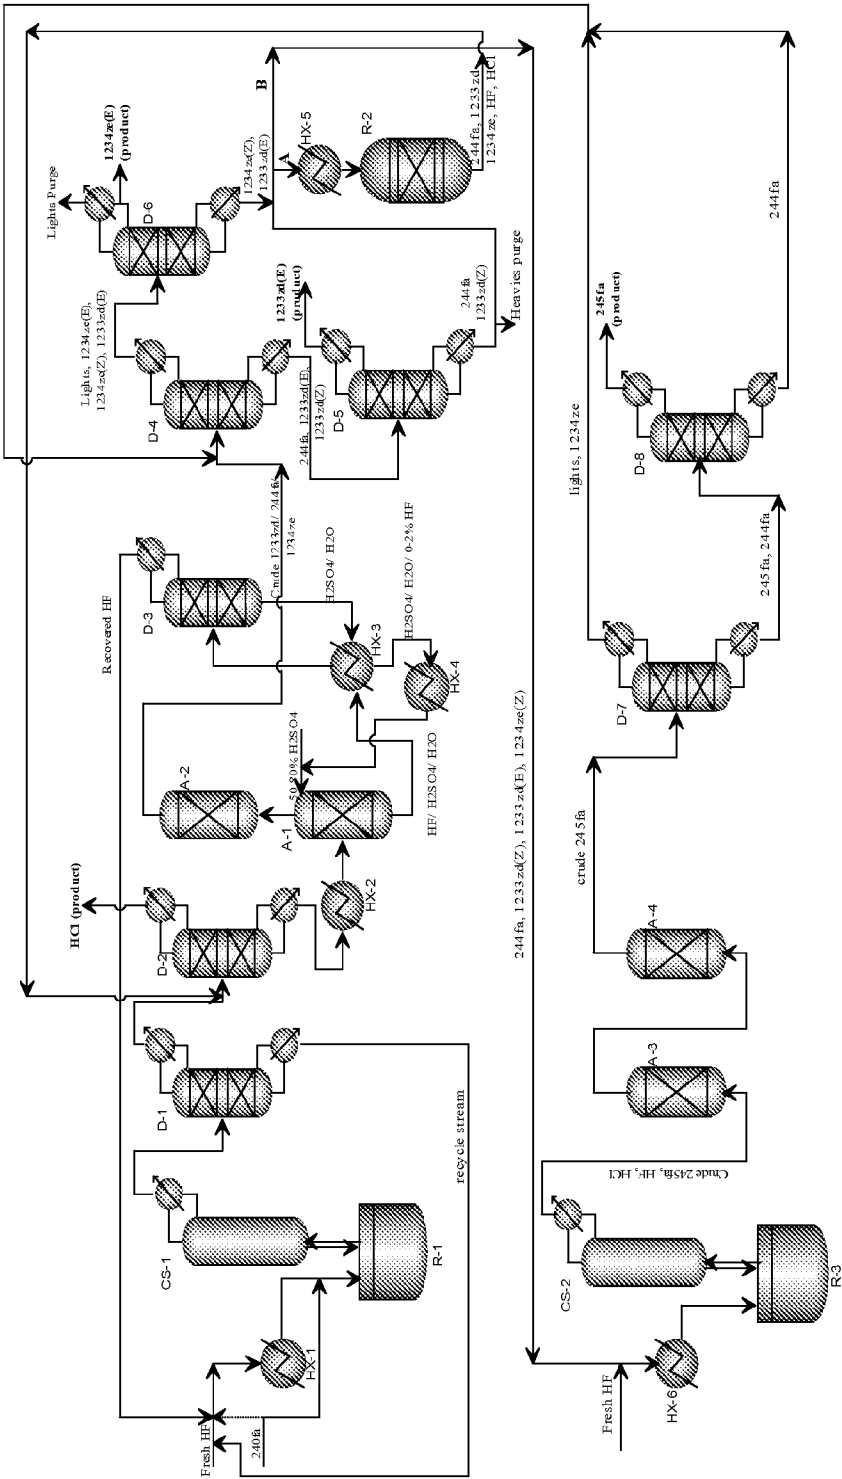 Fresh HF
240fa
HX-1
R-1
CS-1
recycle stream
D-1
D-2
HCl (product)
HX-2
A-1
A-2
50-80% H2SO4
HF/ H2SO4/ H2O
HX-3
HX-4
H2SO4/ H2O
H2SO4/ H2O/ 0-2% HF
D-3
Recovered HF
Crude 1233zd/ 244fa/
1234ze
D-4
Lights, 1234ze(E),
1234ze(Z), 1233zd(E)
244fa, 1233zd(E),
1233zd(Z)
D-5
1233zd(E)
(product)
244fa
1233zd(Z)
Heavies purge
D-6
Lights Purge
1234ze(E)
(product)
1234ze(Z),
1233zd(E)
A
B
HX-5
R-2
244fa, 1233zd
1234ze, HF, HCl
Fresh HF
HX-6
R-3
CS-2
244fa, 1233zd(Z), 1233zd(E), 1234ze(Z)
Crude 245fa, HF, HCl
A-3
A-4
crude 245fa
D-7
lights, 1234ze
245fa, 244fa
D-8
245fa
(product)
244fa